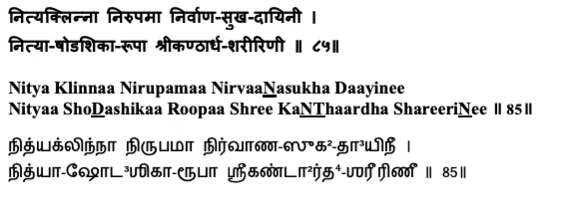 नित्यक्लिन्ना निरुपमा निर्वाण-सुख-दायिनी ।
नित्या-षोडशिका-रूपा श्रीकण्ठार्ध-शरीरिणी ॥ ८५॥
Nitya Klinnaa Nirupamaa NirvaaNasukha Daayinee
Nityaa ShoDashikaa Roopaa Shree KaNThaardha ShareeriNee ॥ 85॥
நித்யக்லிந்நா நிருபமா நிர்வாண-ஸுக²-தா³யிநீ ।
நித்யா-ஷோட³ஶிகா-ரூபா ஶ்ரீகண்டா²ர்த⁴-ஶரீரிணீ ॥ 85॥